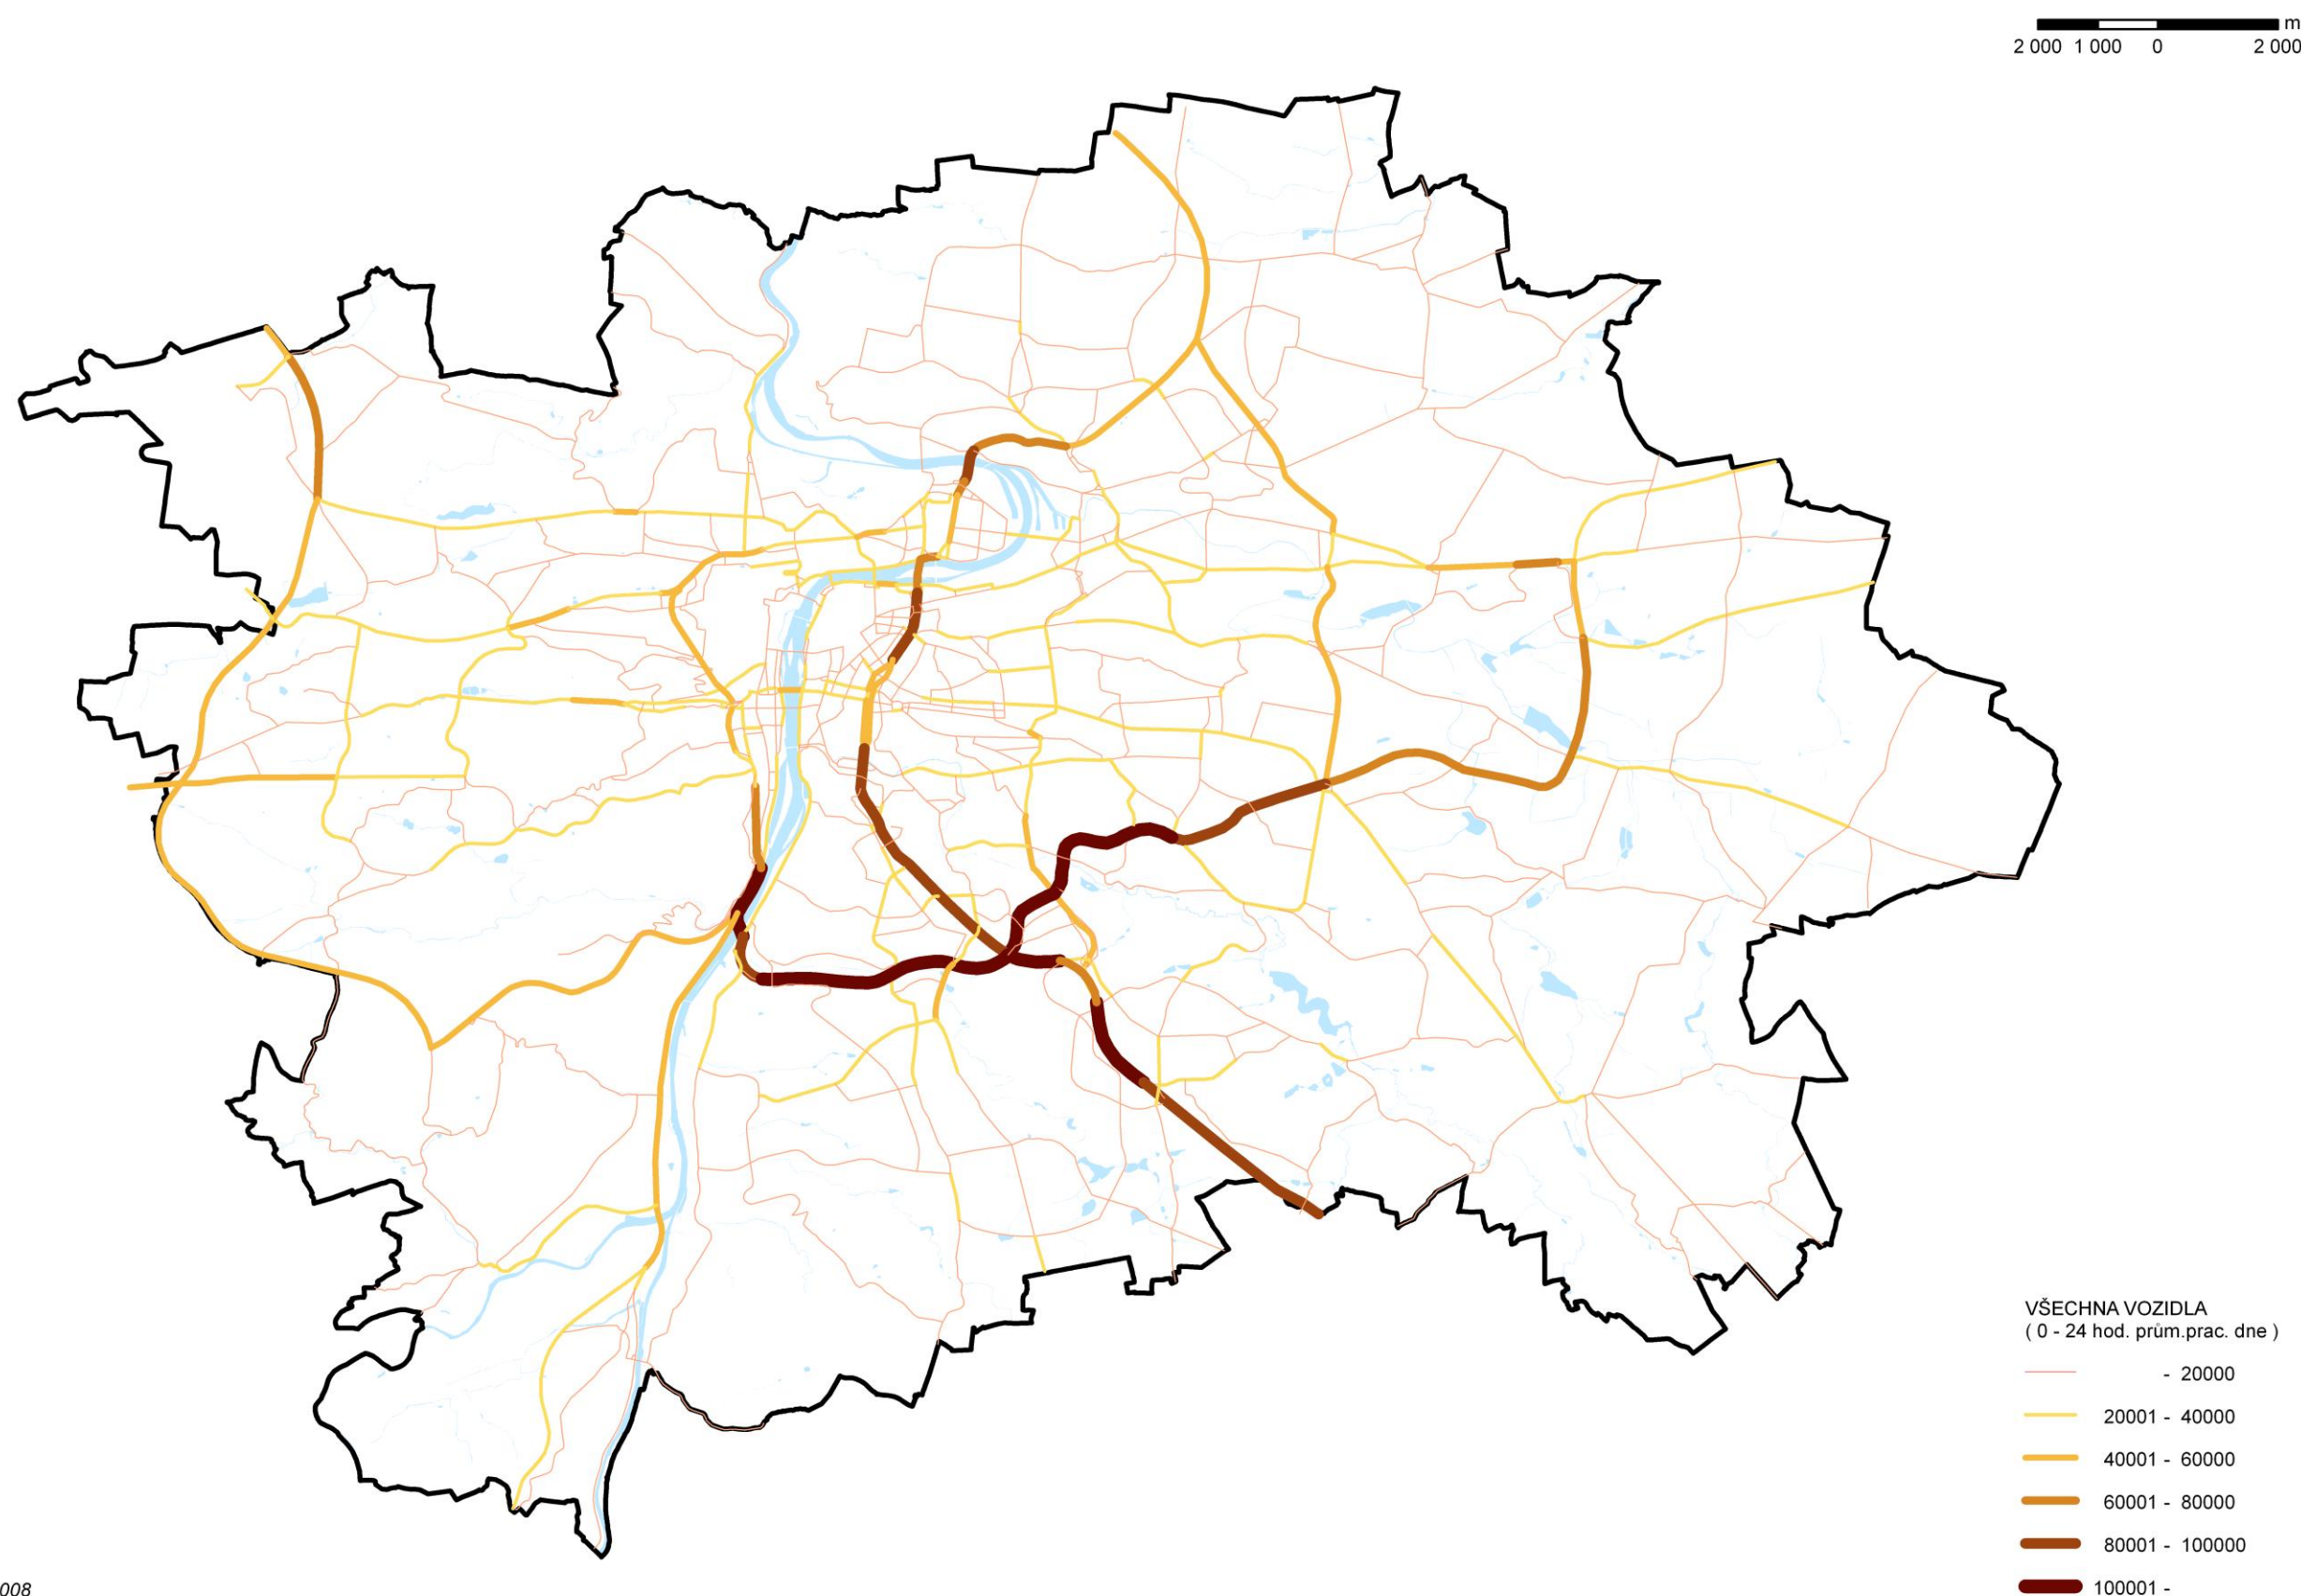 m
2 000 1 000 0 2 000
VŠECHNA VOZIDLA
( 0 - 24 hod. prům.prac. dne )
- 20000
20001 - 40000
40001 - 60000
60001 - 80000
80001 - 100000
100001 -
008